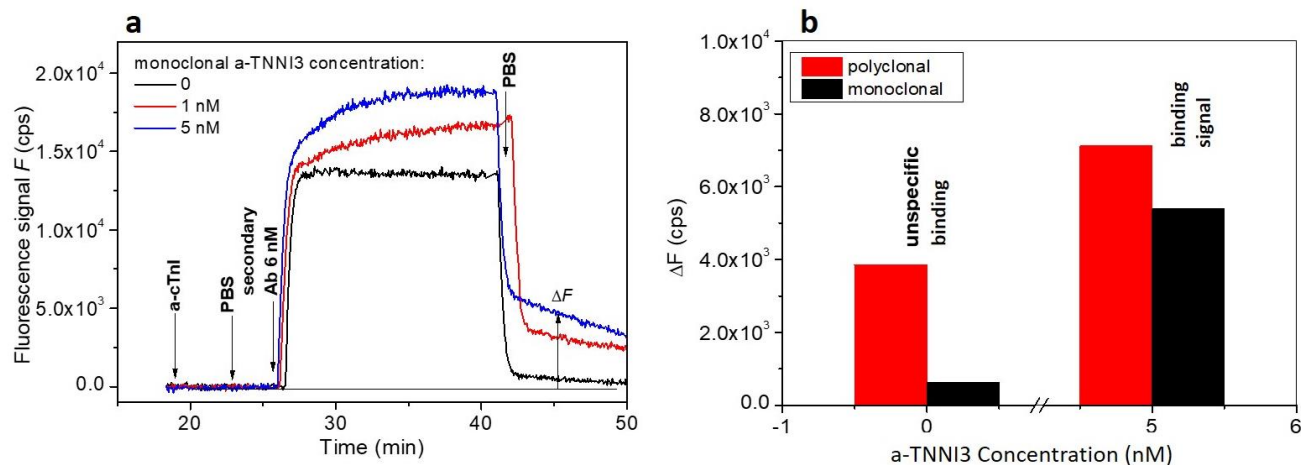 a
monoclonal a-TNNI3 concentration:
0
1 nM
5 nM
2.0x10⁴
1.5x10⁴
1.0x10⁴
5.0x10³
0.0
Fluorescence signal F (cps)
a-cTnI
PBS
secondary
Ab 6 nM
PBS
ΔF
20
30
40
50
Time (min)
b
polyclonal
monoclonal
1.0x10⁴
8.0x10³
6.0x10³
4.0x10³
2.0x10³
0.0
ΔF (cps)
unspecific
binding
binding
signal
-1
0
5
6
a-TNNI3 Concentration (nM)